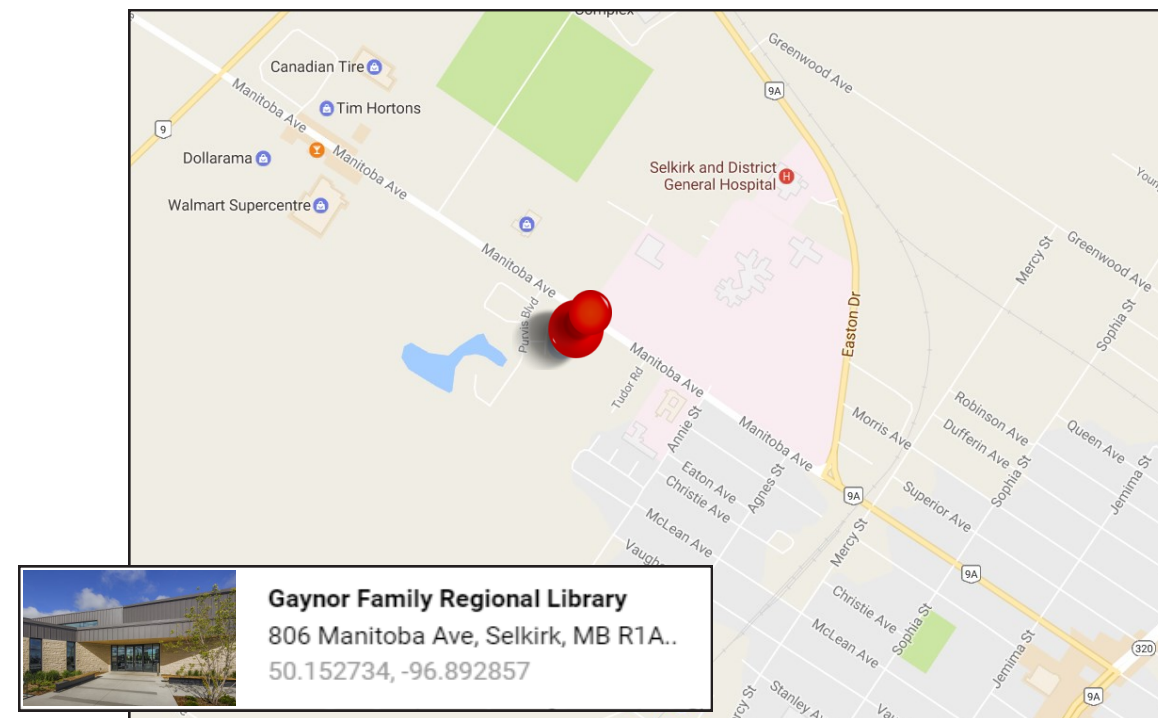 Complex
Greenwood Ave
Canadian Tire
9A
Manitoba Ave
Tim Hortons
9
Dollarama
Manitoba Ave
Selkirk and District
General Hospital
H
Walmart Supercentre
Greenwood Ave
Mercy St
Manitoba Ave
Sophia St
Purvis Blvd
Easton Dr
Manitoba Ave
Tudor Rd
Annie St
Manitoba Ave
Morris Ave
Robinson Ave
Dufferin Ave
Queen Ave
Eaton Ave
Christie Ave
Agnes St
Sophia St
Jemima St
9A
Superior Ave
McLean Ave
Mercy St
9A
Christie Ave
McLean Ave
Sophia St
Jemima St
320
9A
Stanley A
Gaynor Family Regional Library
806 Manitoba Ave, Selkirk, MB R1A..
50.152734, -96.892857